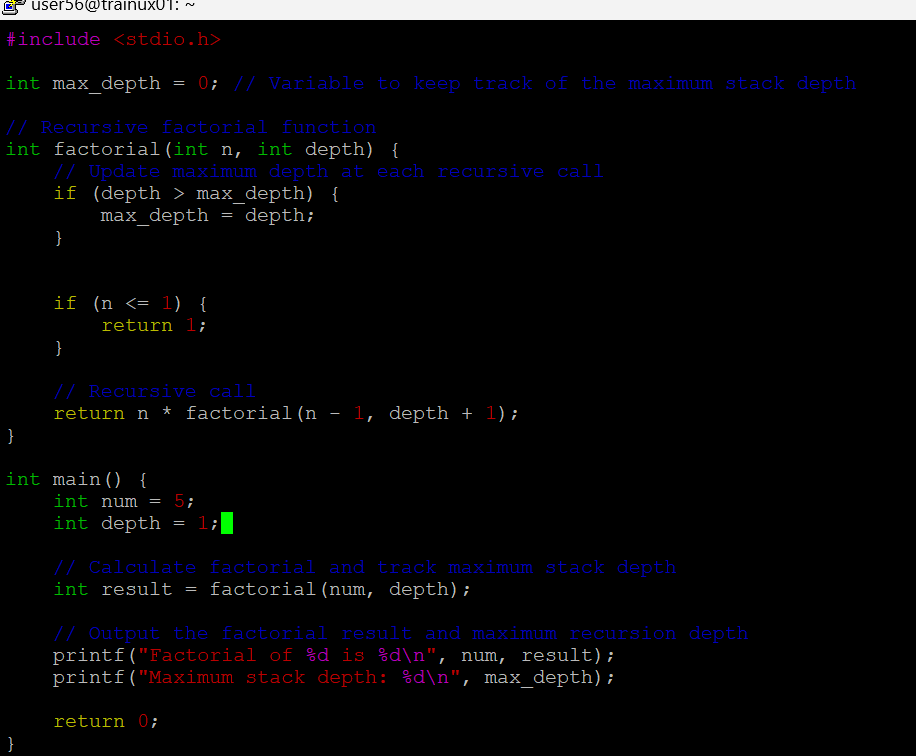 user56@trainux01: ~
#include <stdio.h>
int max_depth = 0; // Variable to keep track of the maximum stack depth
// Recursive factorial function
int factorial(int n, int depth) {
    // Update maximum depth at each recursive call
    if (depth > max_depth) {
        max_depth = depth;
    }
    if (n <= 1) {
        return 1;
    }
    // Recursive call
    return n * factorial(n - 1, depth + 1);
}
int main() {
    int num = 5;
    int depth = 1;
    // Calculate factorial and track maximum stack depth
    int result = factorial(num, depth);
    // Output the factorial result and maximum recursion depth
    printf("Factorial of %d is %d\n", num, result);
    printf("Maximum stack depth: %d\n", max_depth);
    return 0;
}